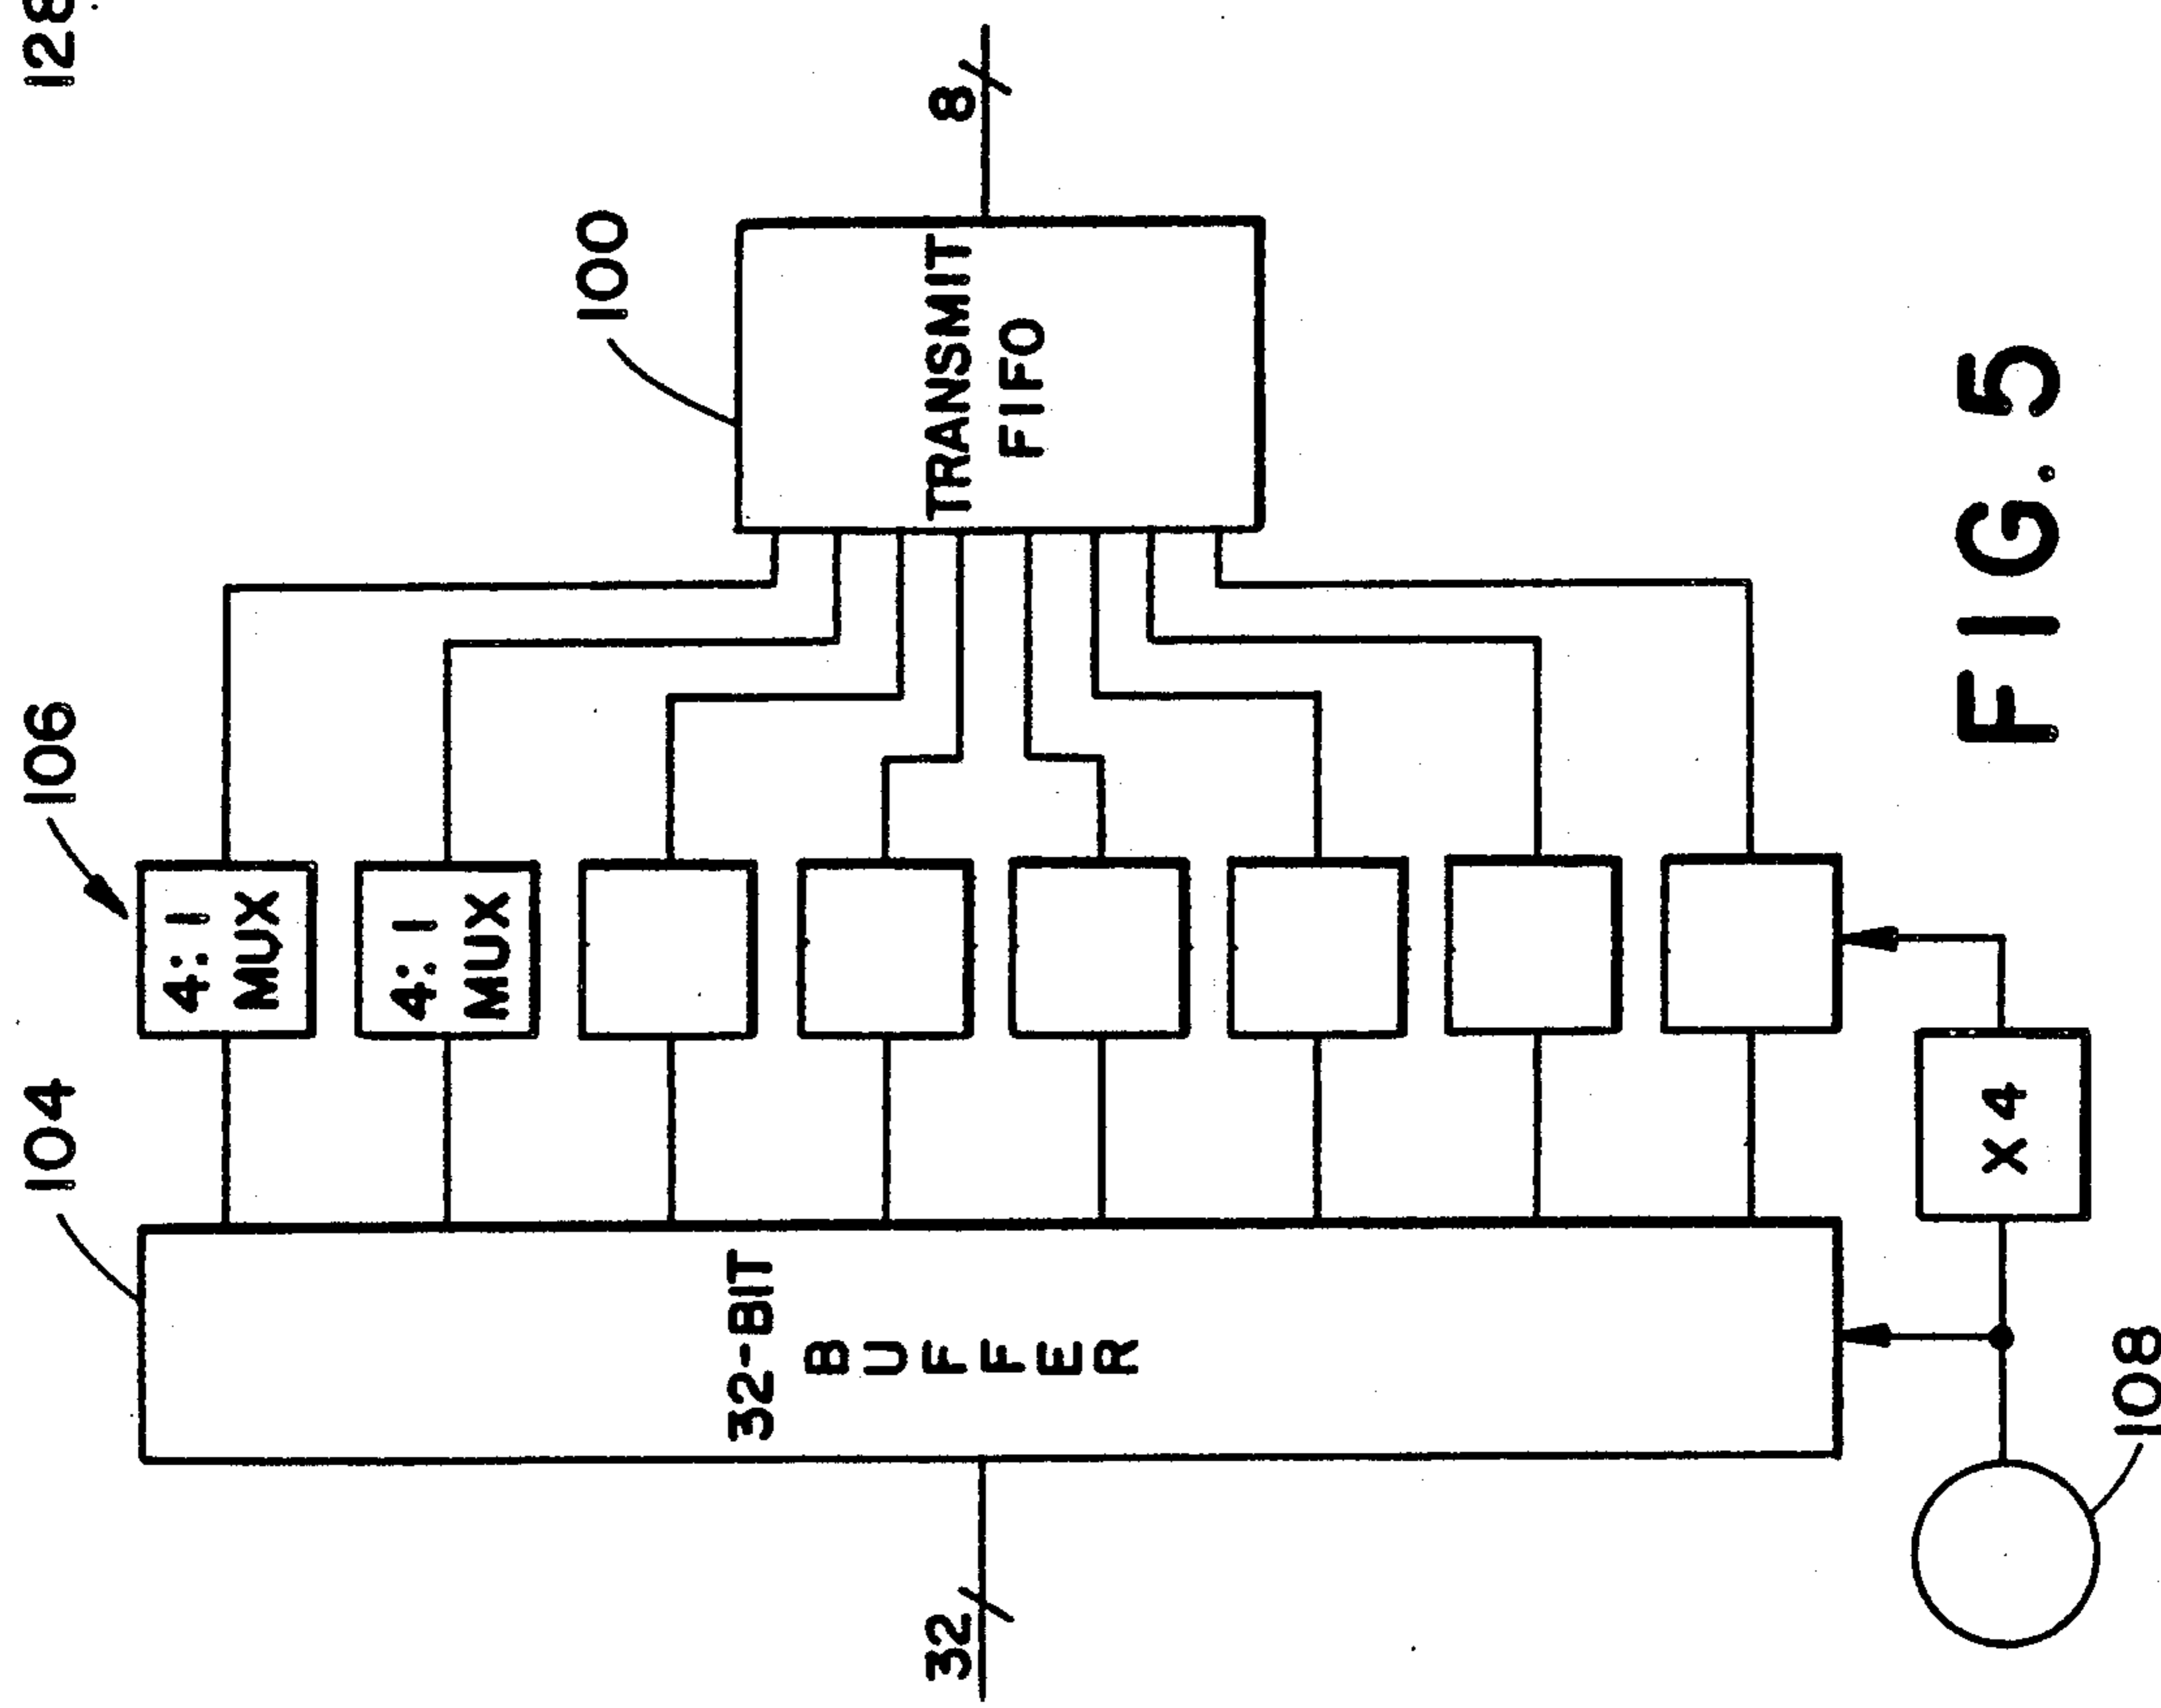 104
106
100
128
4:1
MUX
4:1
MUX
32
32-BIT
BUFFER
TRANSMIT
FIFO
8
X 4
108
FIG. 5